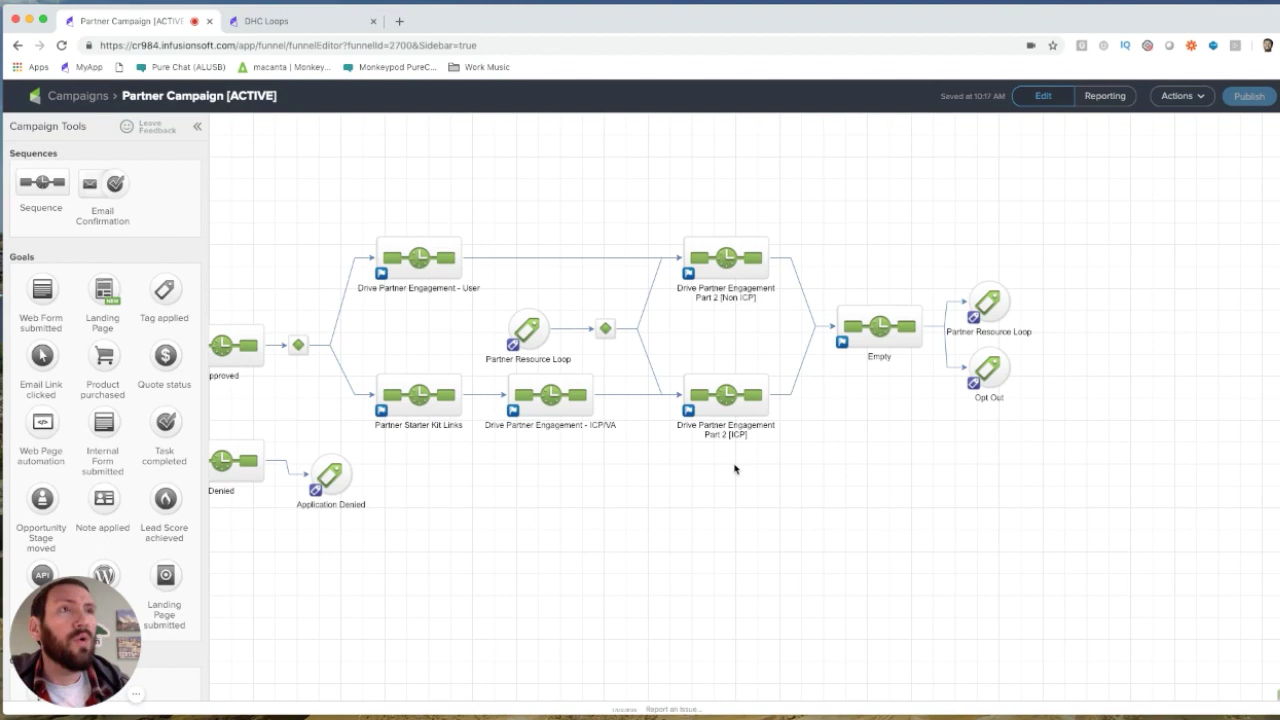 Partner Campaign [ACTIVE
DHC Loops
https://cr984.infusionsoft.com/app/funnel/funnelEditor?funnelId=2700&Sidebar=true
IQ
Apps
MyApp
Pure Chat (ALUSB)
macanta | Monkey...
Monkeypod PureC...
Work Music
Campaigns > Partner Campaign [ACTIVE]
Saved at 10:17 AM
Edit
Reporting
Actions
Publish
Campaign Tools
Leave Feedback
Sequences
Sequence
Email Confirmation
Goals
Web Form submitted
NEW
Landing Page
Tag applied
Email Link clicked
Product purchased
Quote status
Web Page automation
Internal Form submitted
Task completed
Opportunity Stage moved
Note applied
Lead Score achieved
API
Landing Page submitted
pproved
Denied
Application Denied
Drive Partner Engagement - User
Partner Resource Loop
Partner Starter Kit Links
Drive Partner Engagement - ICP/VA
Drive Partner Engagement
Part 2 [Non ICP]
Drive Partner Engagement
Part 2 [ICP]
Empty
Partner Resource Loop
Opt Out
Report an Issue...